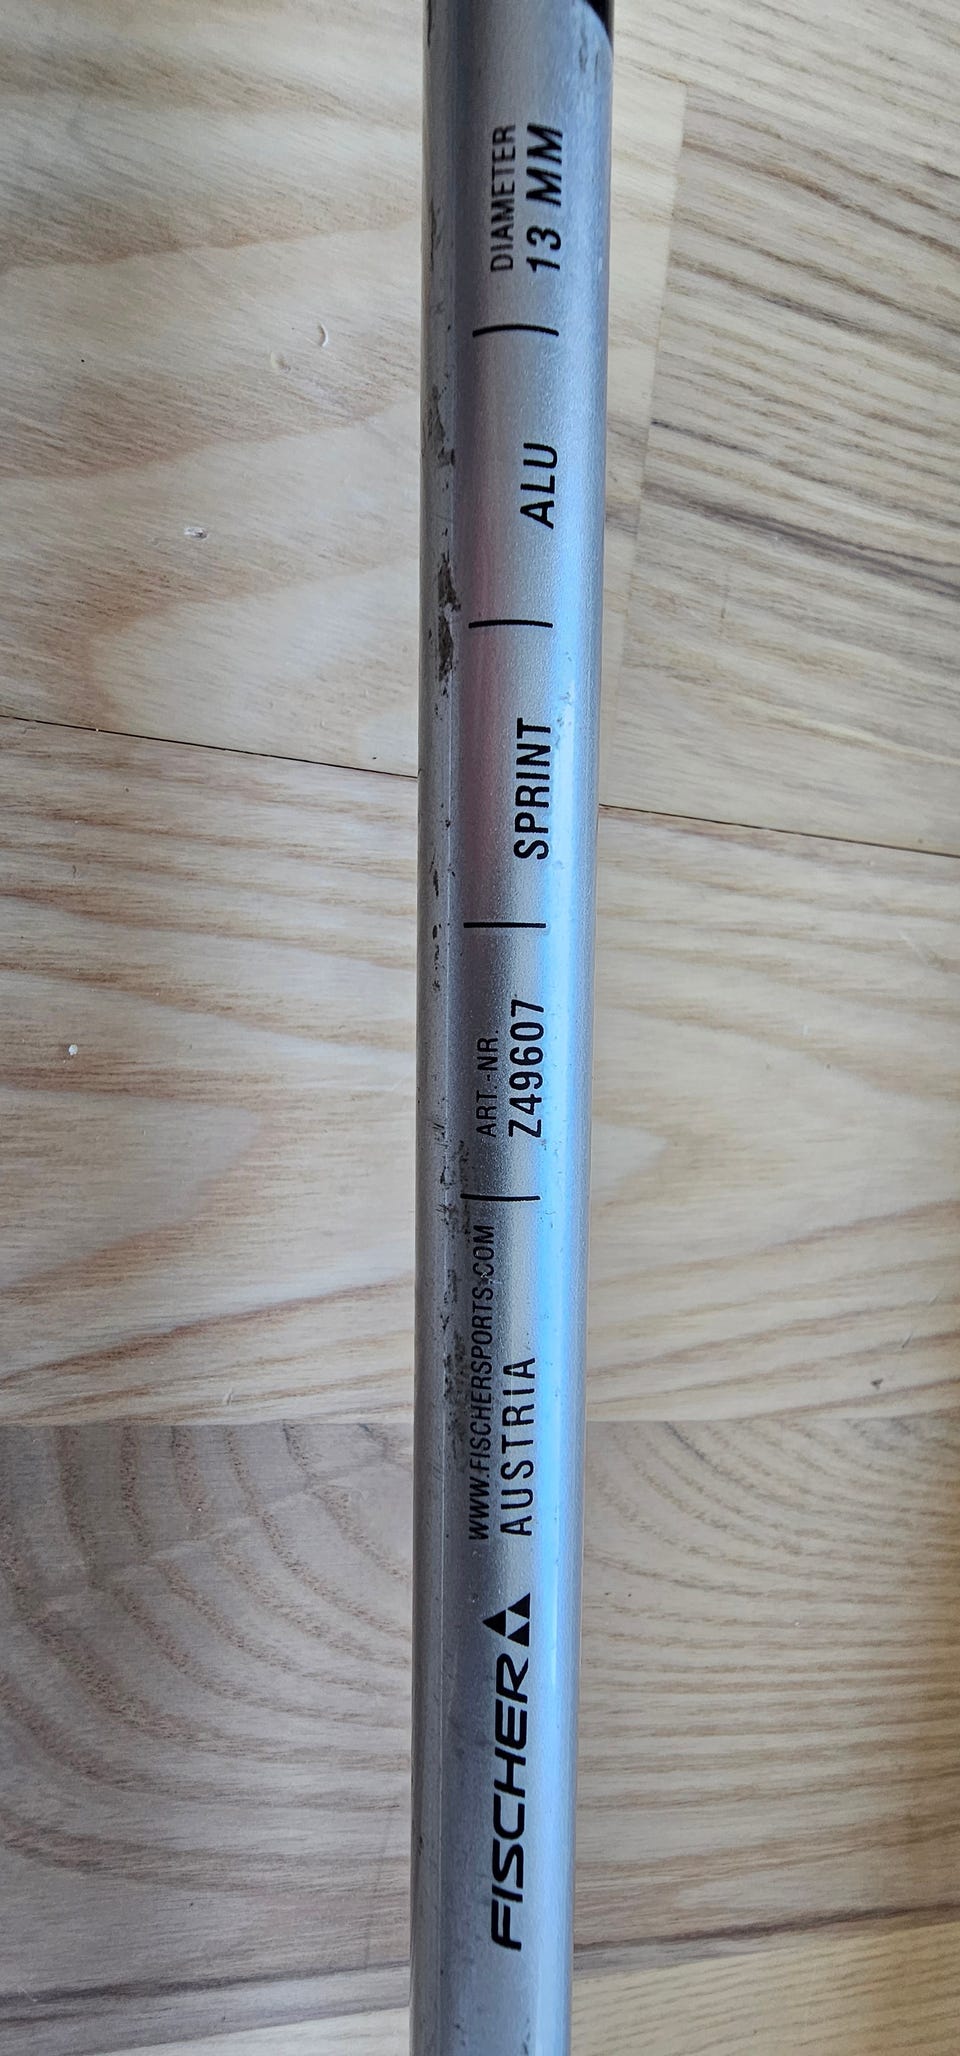 FISCHER
WWW.FISCHERSPORTS.COM
AUSTRIA
ART.-NR.
Z49607
SPRINT
ALU
DIAMETER
13 MM